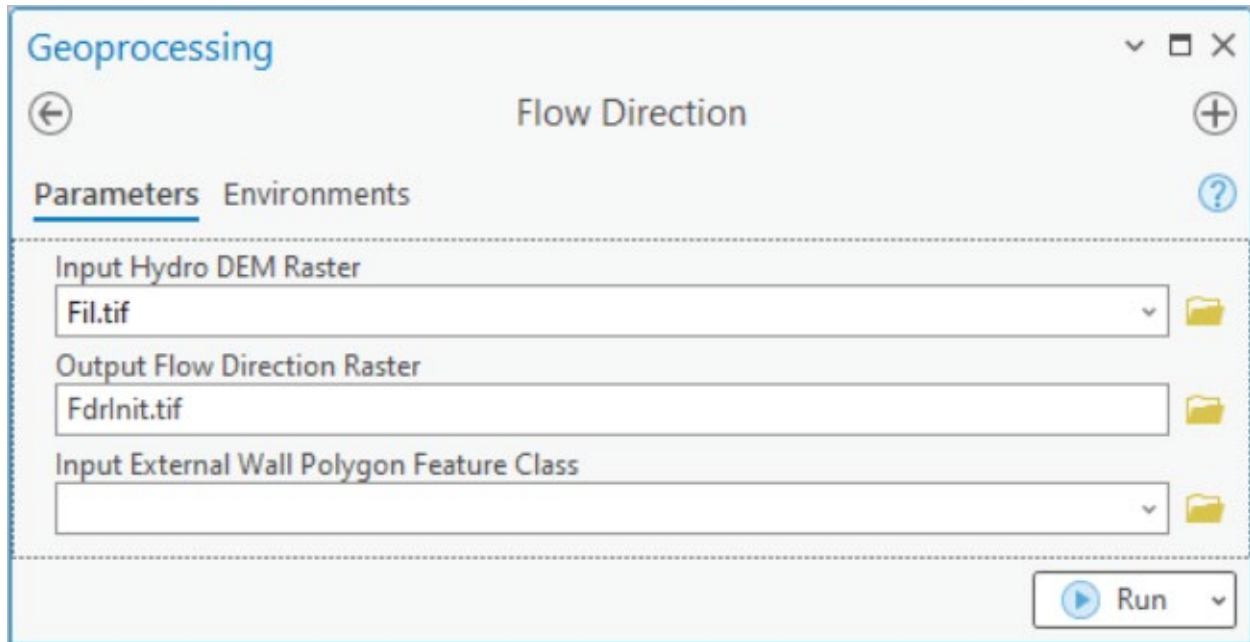 Geoprocessing
Flow Direction
Parameters Environments
Input Hydro DEM Raster
Fil.tif
Output Flow Direction Raster
FdrInit.tif
Input External Wall Polygon Feature Class
Run